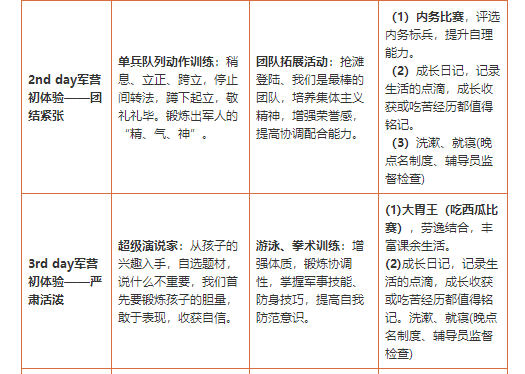 2nd day军营
初体验——团
结紧张
单兵队列动作训练：稍
息、立正、跨立，停止
间转法，蹲下起立，敬
礼礼毕。锻炼出军人的
“精、气、神”。
团队拓展活动：抢滩
登陆、我们是最棒的
团队，培养集体主义
精神，增强荣誉感，
提高协调配合能力。
（1）内务比赛，评选
内务标兵，提升自理
能力。
（2）成长日记，记录
生活的点滴，成长收
获或吃苦经历都值得
铭记。
（3）洗漱、就寝(晚
点名制度、辅导员监
督检查)
3rd day军营
初体验——严
肃活泼
超级演说家：从孩子的
兴趣入手，自选题材，
说什么不重要，我们首
先要锻炼孩子的胆量，
敢于表现，收获自信。
游泳、拳术训练：增
强体质，锻炼协调
性，掌握军事技能、
防身技巧，提高自我
防范意识。
(1)大胃王（吃西瓜比
赛），劳逸结合，丰
富课余生活。
(2)成长日记，记录生
活的点滴，成长收获
或吃苦经历都值得铭
记。洗漱、就寝(晚点
名制度、辅导员监督
检查)